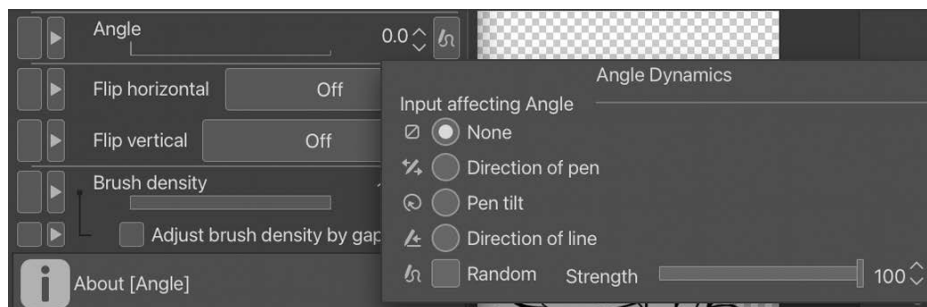 Angle 0.0
Flip horizontal Off
Flip vertical Off
Brush density
Adjust brush density by gap
About [Angle]
Angle Dynamics
Input affecting Angle
None
Direction of pen
Pen tilt
Direction of line
Random Strength 100